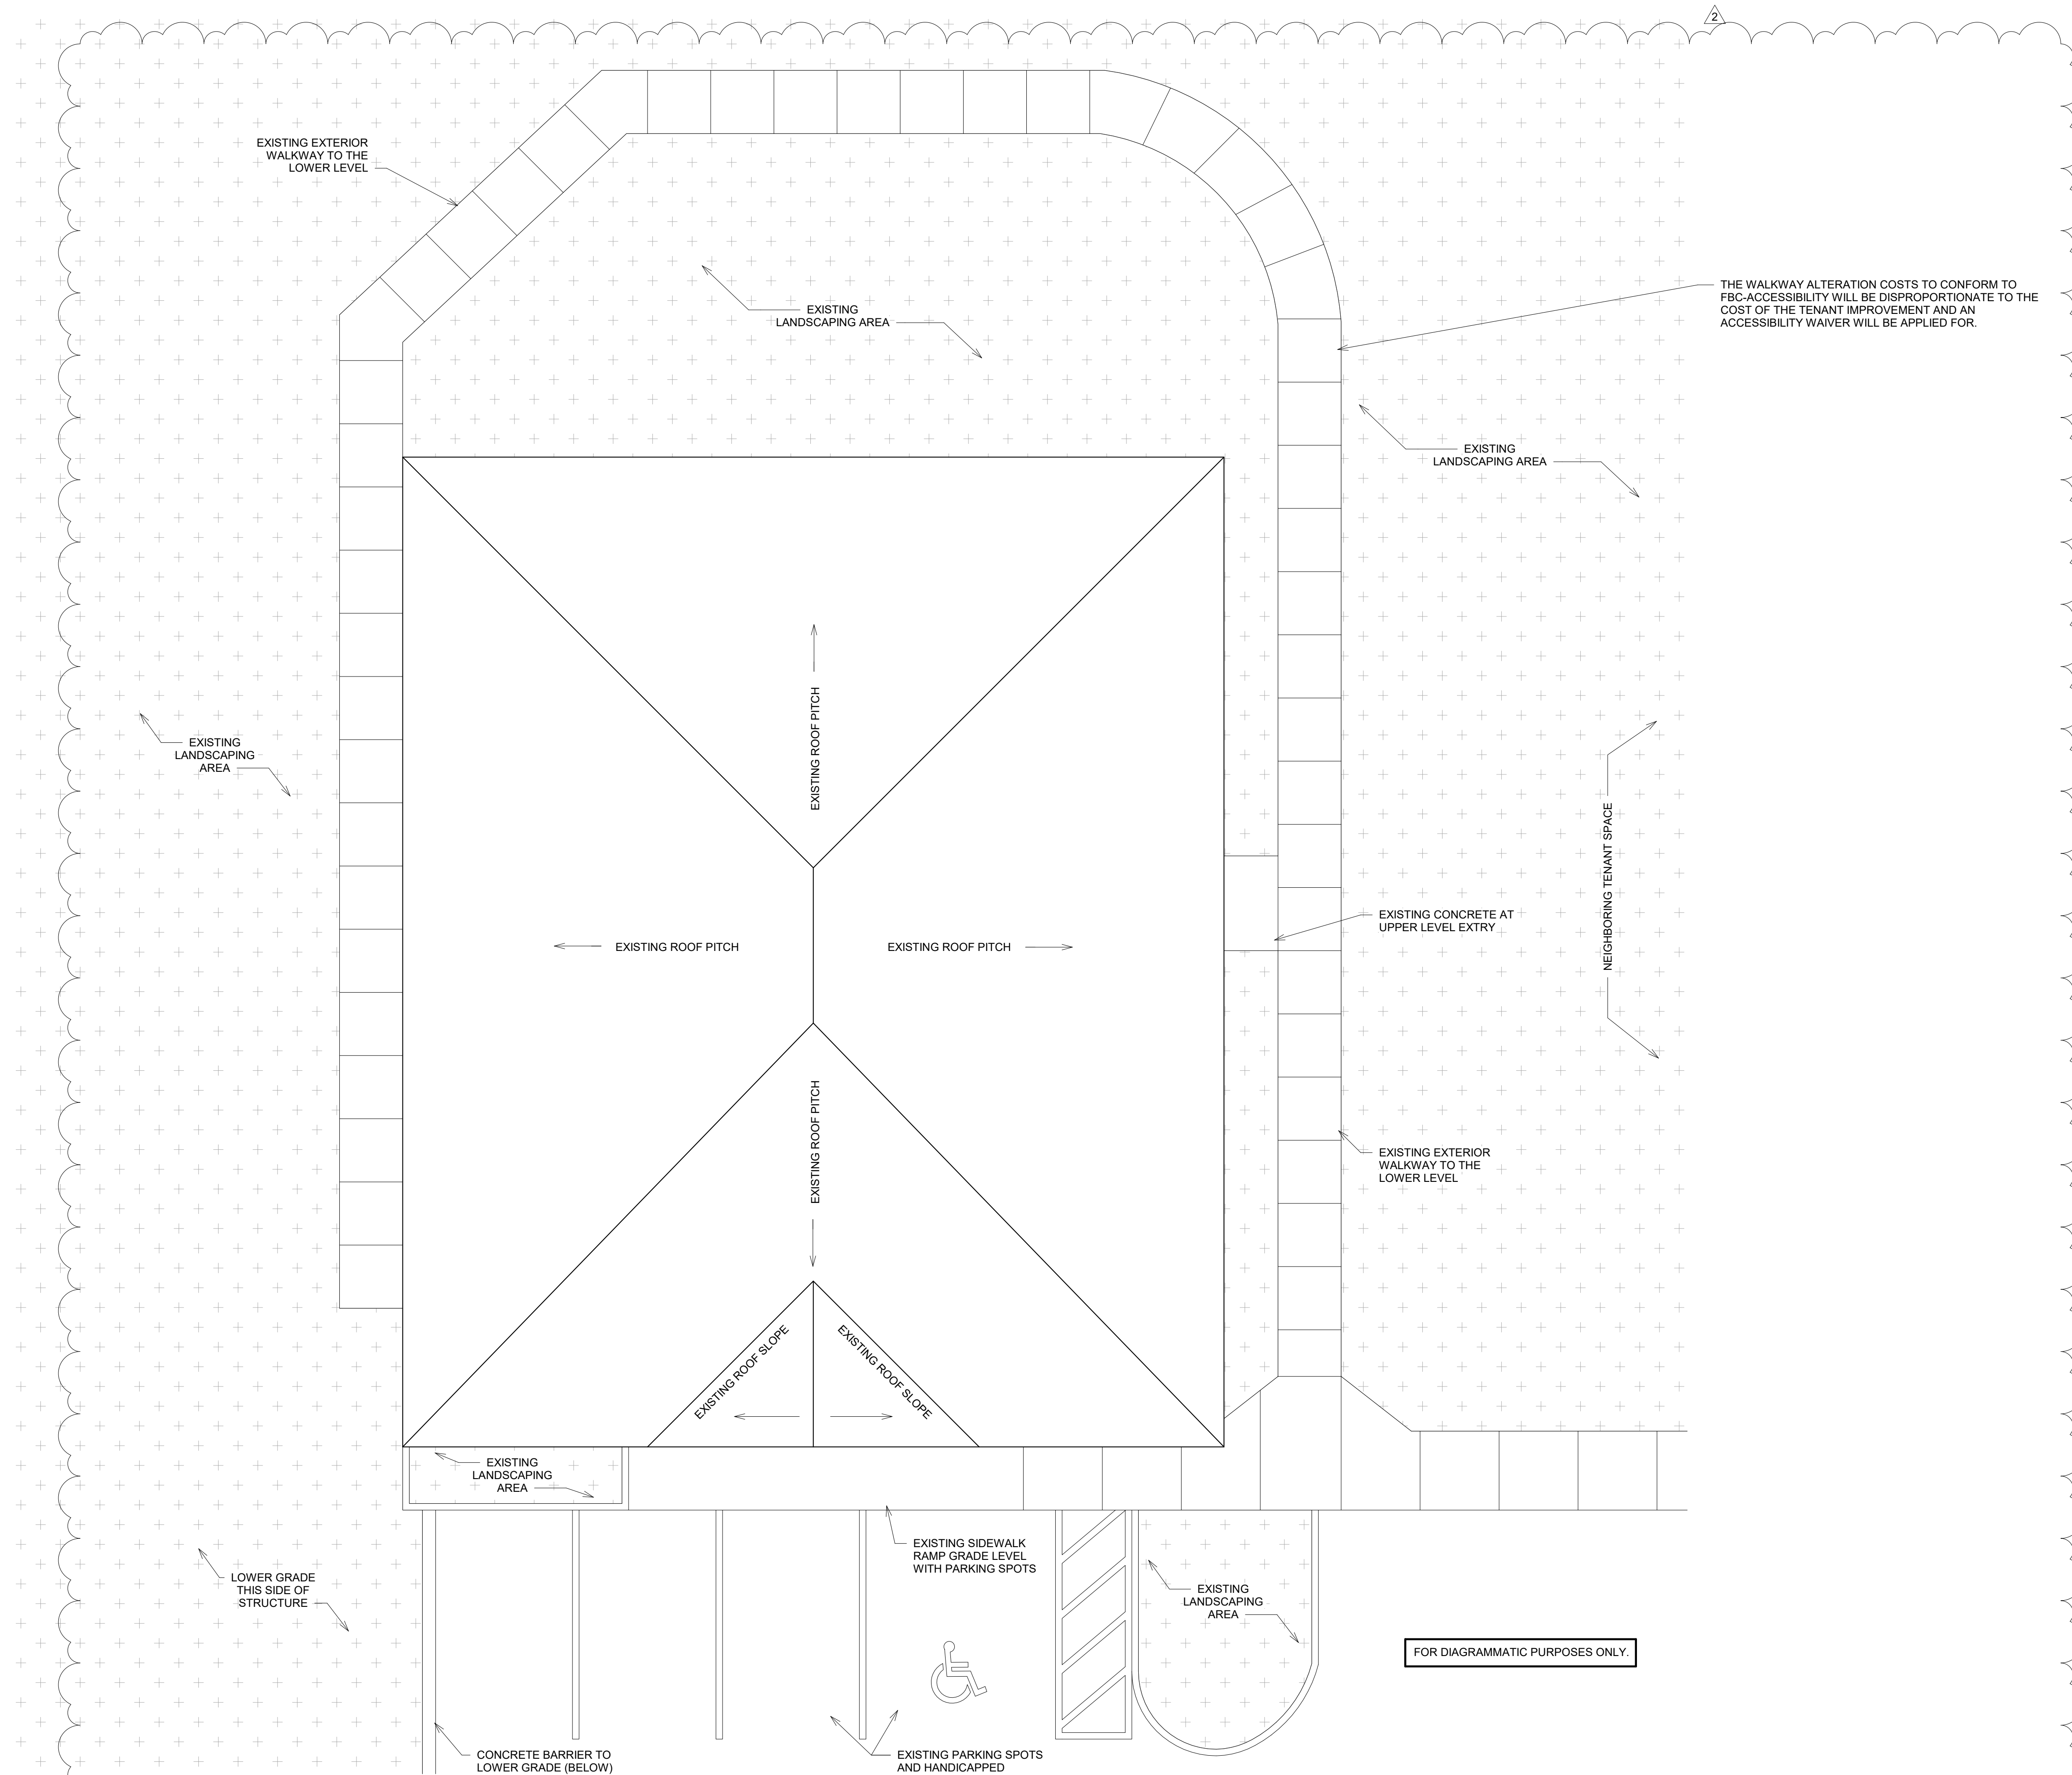 2
EXISTING EXTERIOR
WALKWAY TO THE
LOWER LEVEL
THE WALKWAY ALTERATION COSTS TO CONFORM TO
FBC-ACCESSIBILITY WILL BE DISPROPORTIONATE TO THE
COST OF THE TENANT IMPROVEMENT AND AN
ACCESSIBILITY WAIVER WILL BE APPLIED FOR.
EXISTING
LANDSCAPING AREA
EXISTING
LANDSCAPING AREA
EXISTING ROOF PITCH
EXISTING
LANDSCAPING
AREA
NEIGHBORING TENANT SPACE
EXISTING CONCRETE AT
UPPER LEVEL EXTRY
EXISTING ROOF PITCH
EXISTING ROOF PITCH
EXISTING ROOF PITCH
EXISTING EXTERIOR
WALKWAY TO THE
LOWER LEVEL
EXISTING ROOF SLOPE
EXISTING ROOF SLOPE
EXISTING
LANDSCAPING
AREA
EXISTING SIDEWALK
RAMP GRADE LEVEL
WITH PARKING SPOTS
LOWER GRADE
THIS SIDE OF
STRUCTURE
EXISTING
LANDSCAPING
AREA
FOR DIAGRAMMATIC PURPOSES ONLY.
CONCRETE BARRIER TO
LOWER GRADE (BELOW)
EXISTING PARKING SPOTS
AND HANDICAPPED